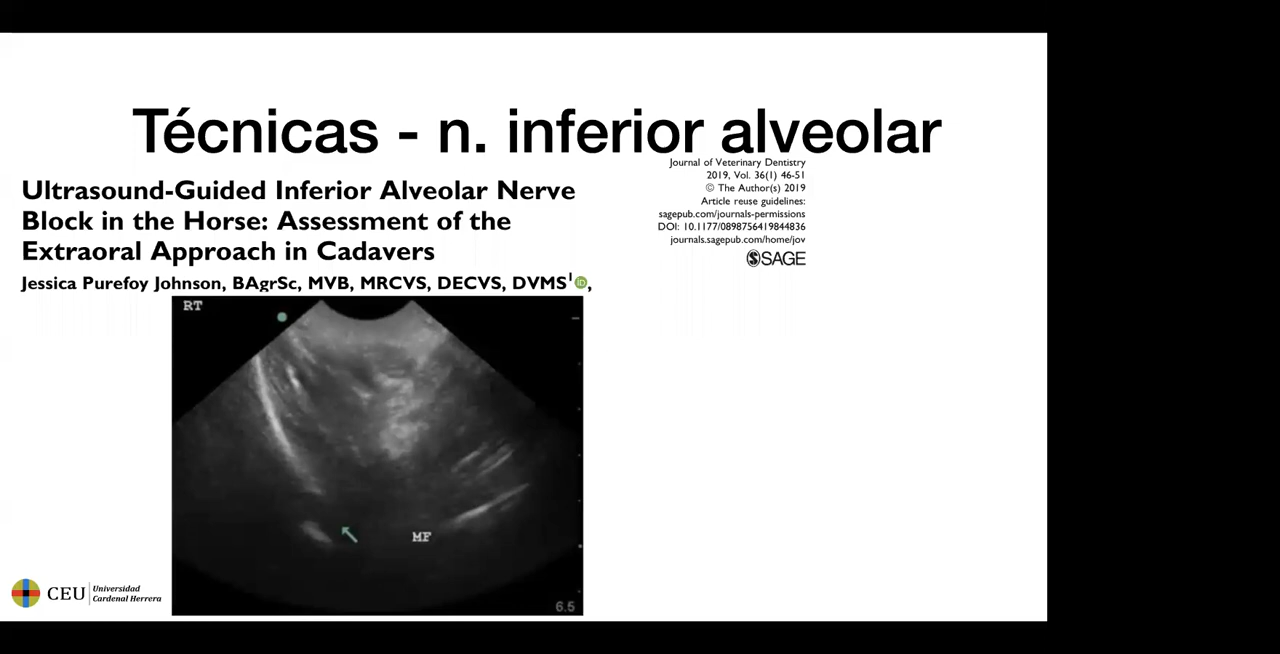 Técnicas - n. inferior alveolar
Journal of Veterinary Dentistry
2019, Vol. 36(1) 46-51
© The Author(s) 2019
Article reuse guidelines:
sagepub.com/journals-permissions
DOI: 10.1177/0898756419844836
journals.sagepub.com/home/jov
SAGE
Ultrasound-Guided Inferior Alveolar Nerve
Block in the Horse: Assessment of the
Extraoral Approach in Cadavers
Jessica Purefoy Johnson, BAgrSc, MVB, MRCVS, DECVS, DVMS1 iD,
RT
MF
6.5
CEU Universidad
Cardenal Herrera